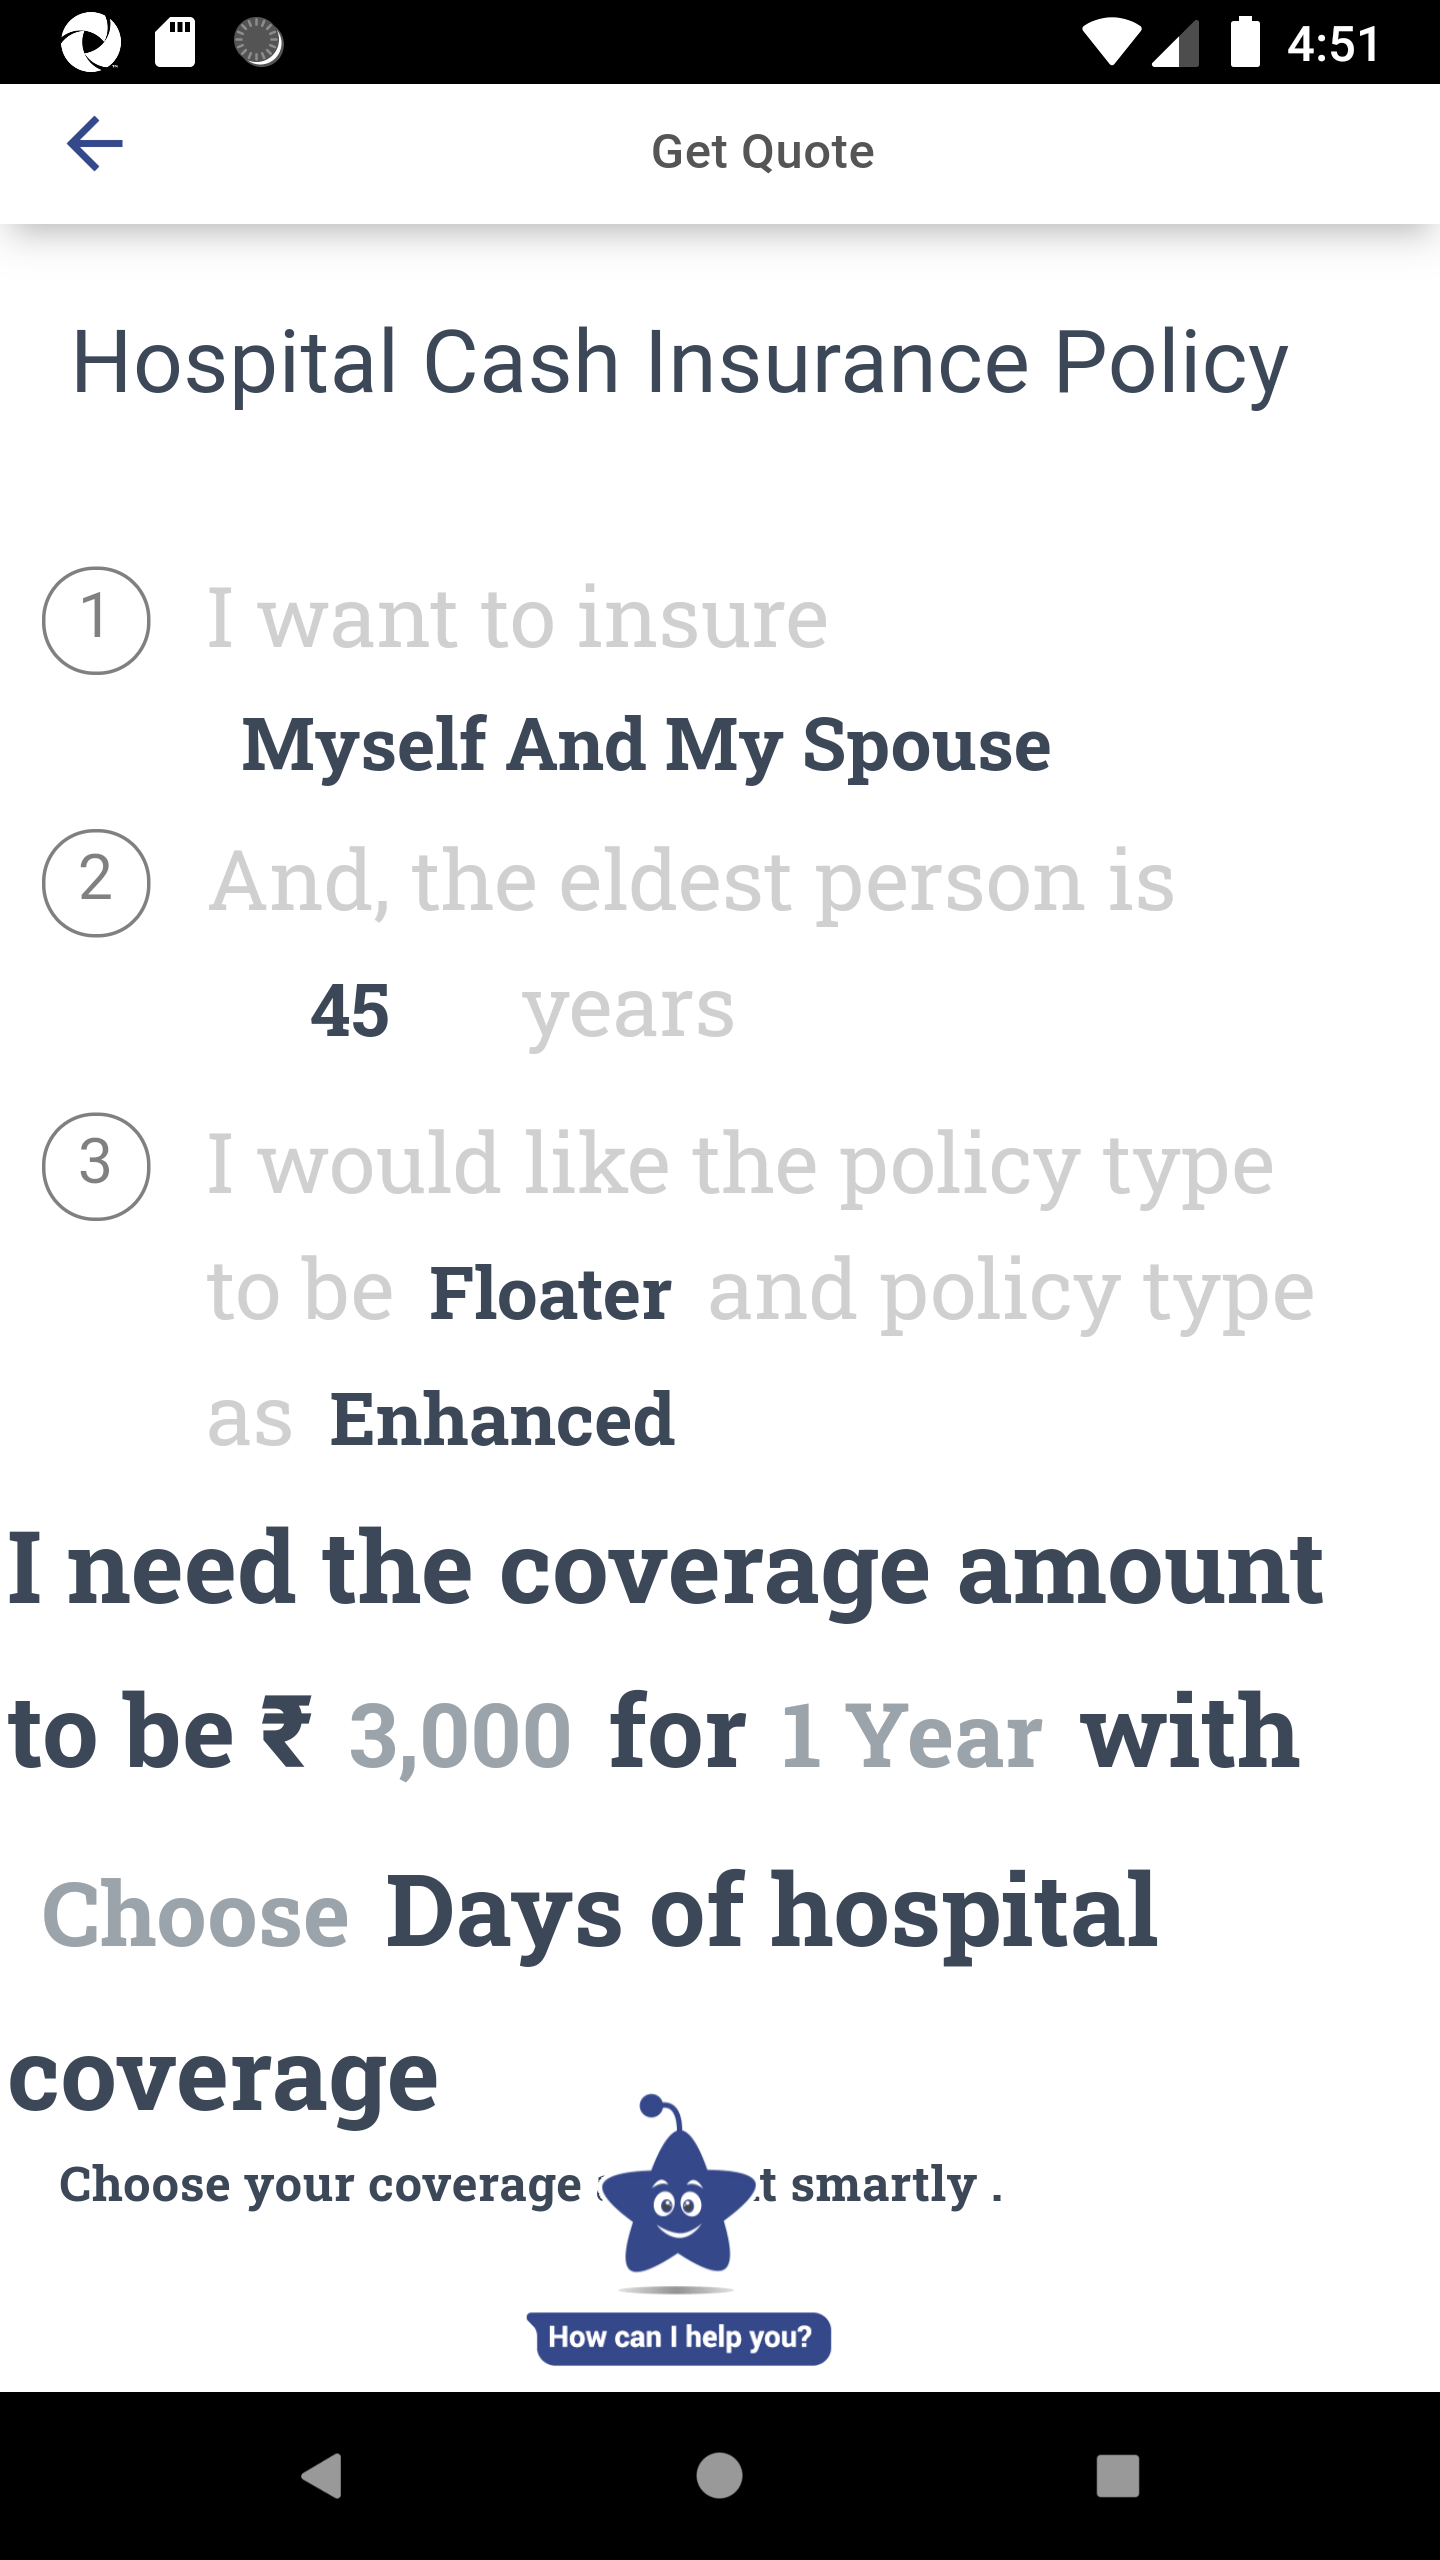 4:51
Get Quote
Hospital Cash Insurance Policy
1 I want to insure
Myself And My Spouse
2 And, the eldest person is
45 years
3 I would like the policy type
to be Floater and policy type
as Enhanced
I need the coverage amount
to be ₹ 3,000 for 1 Year with
Choose Days of hospital
coverage
Choose your coverage smartly .
How can I help you?